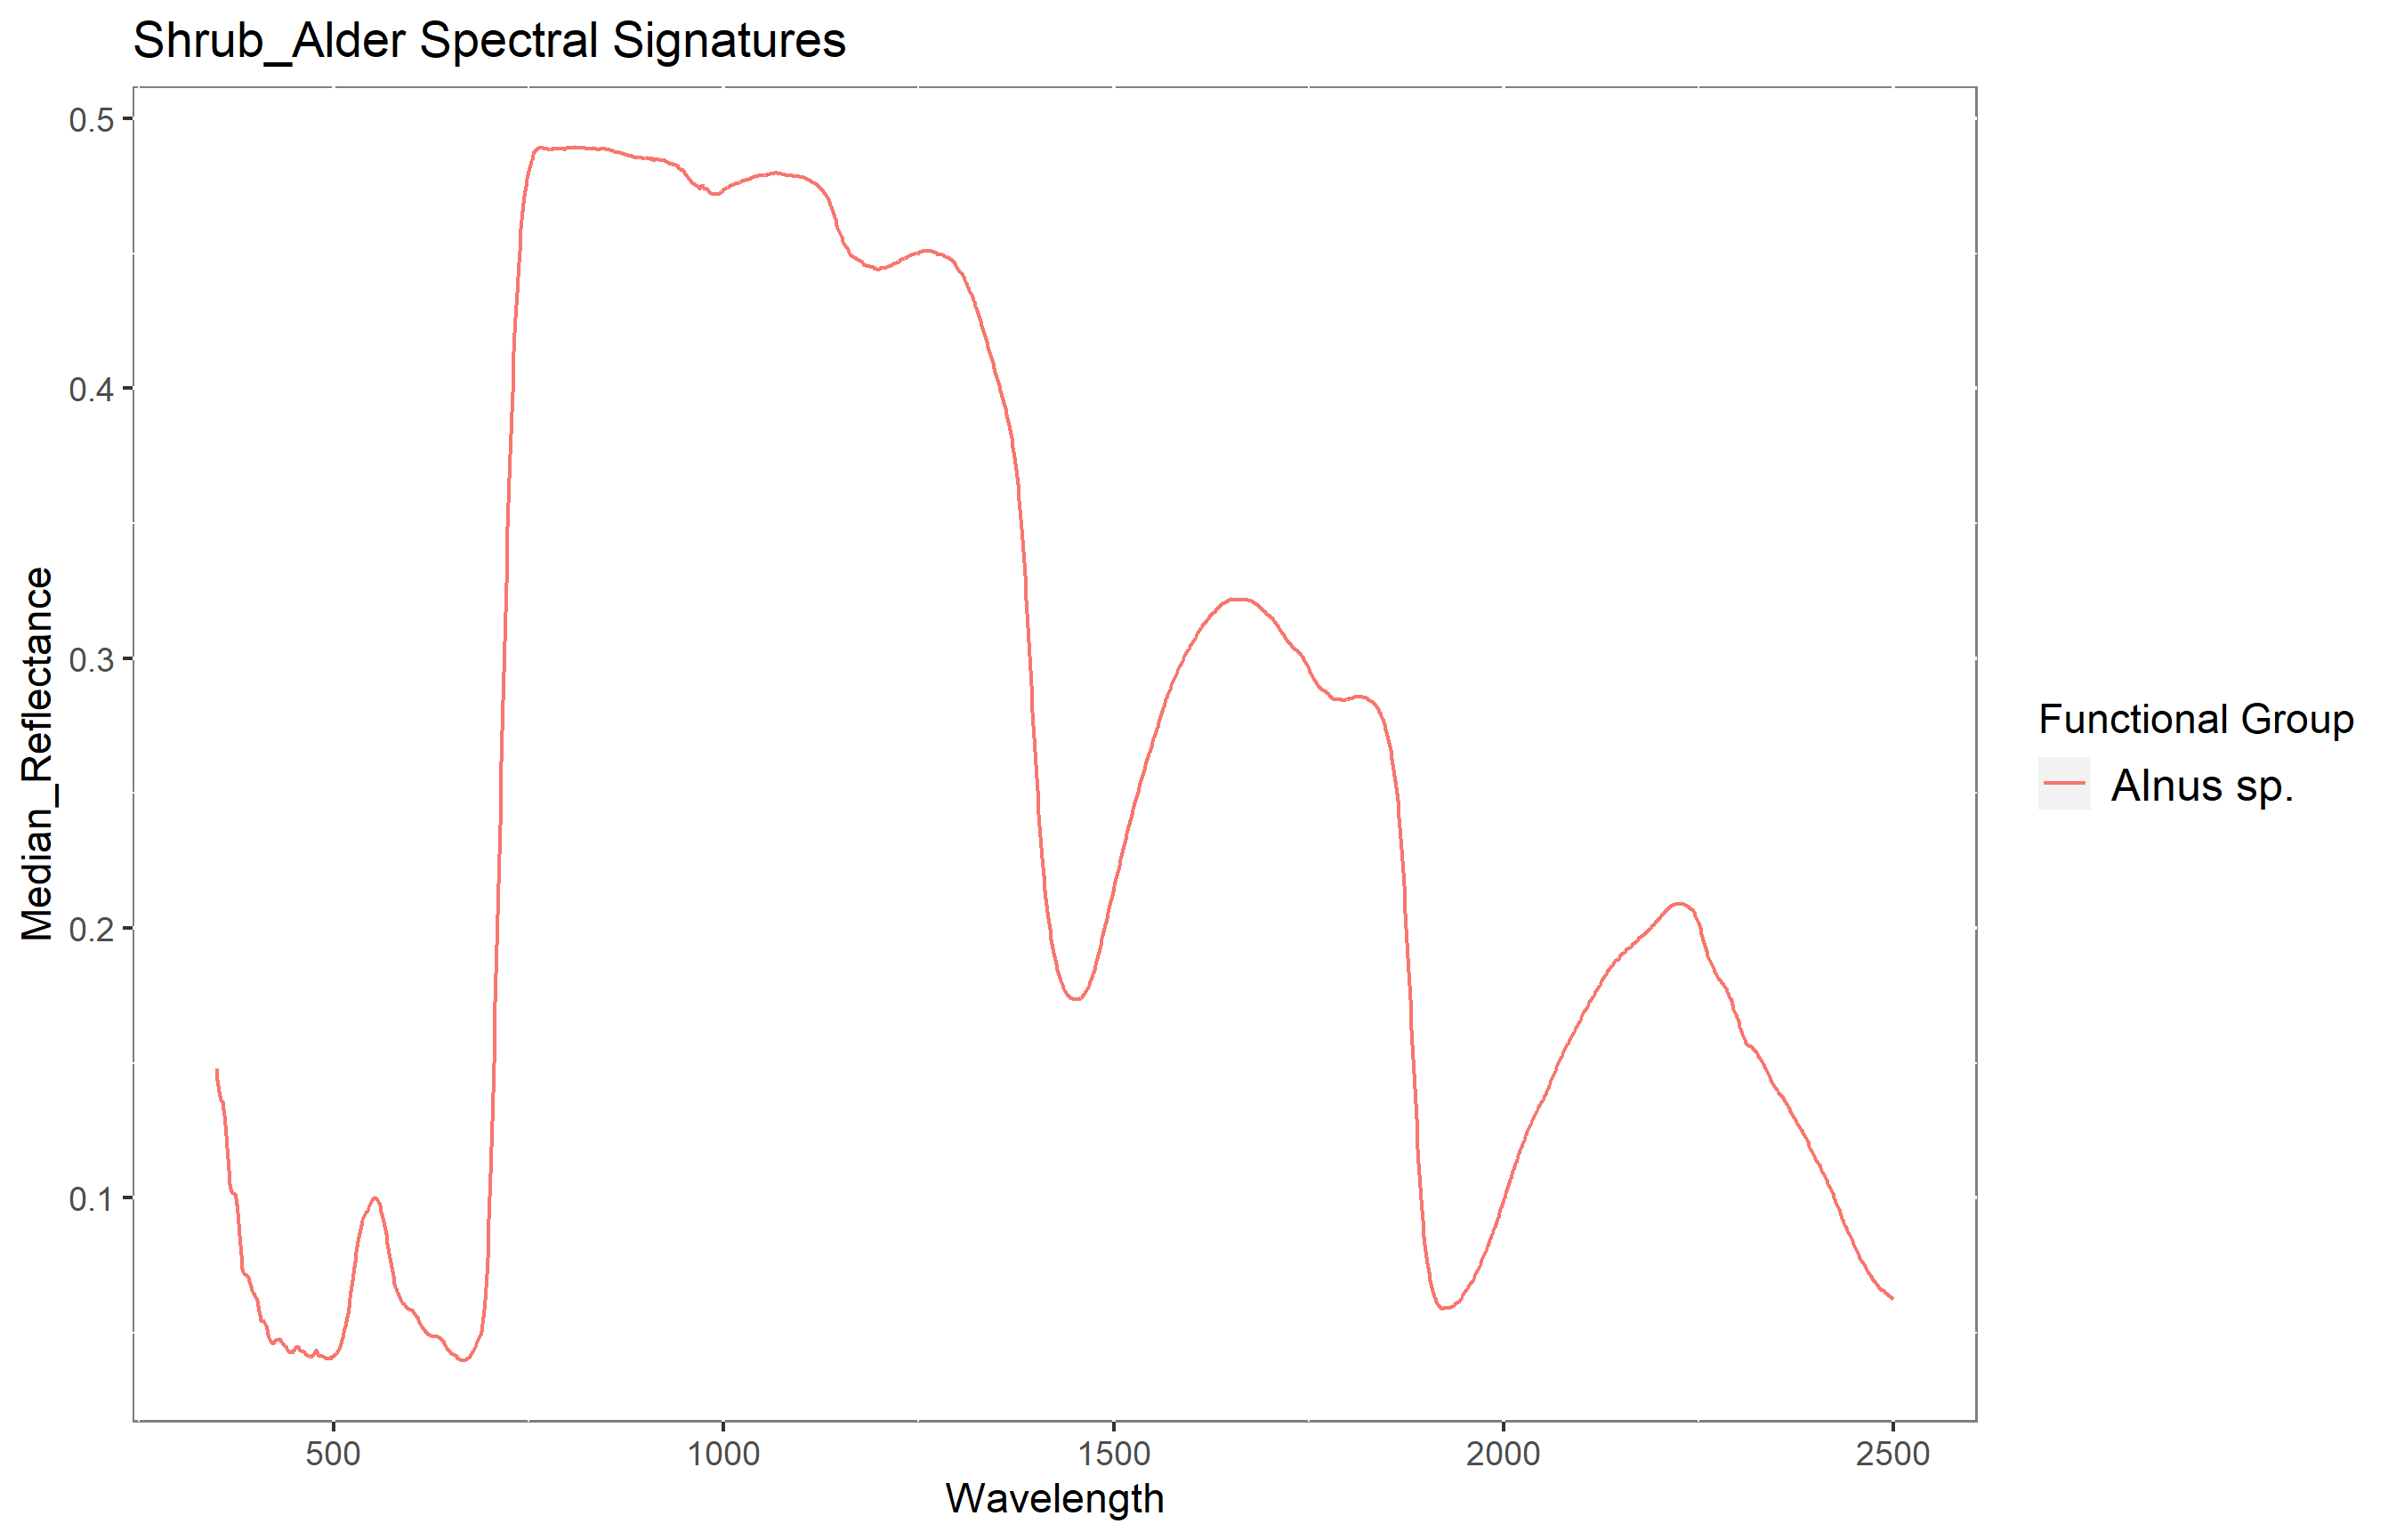 Shrub_Alder Spectral Signatures
0.5
0.4
0.3
0.2
0.1
Median_Reflectance
500 1000 1500 2000 2500
Wavelength
Functional Group
Alnus sp.